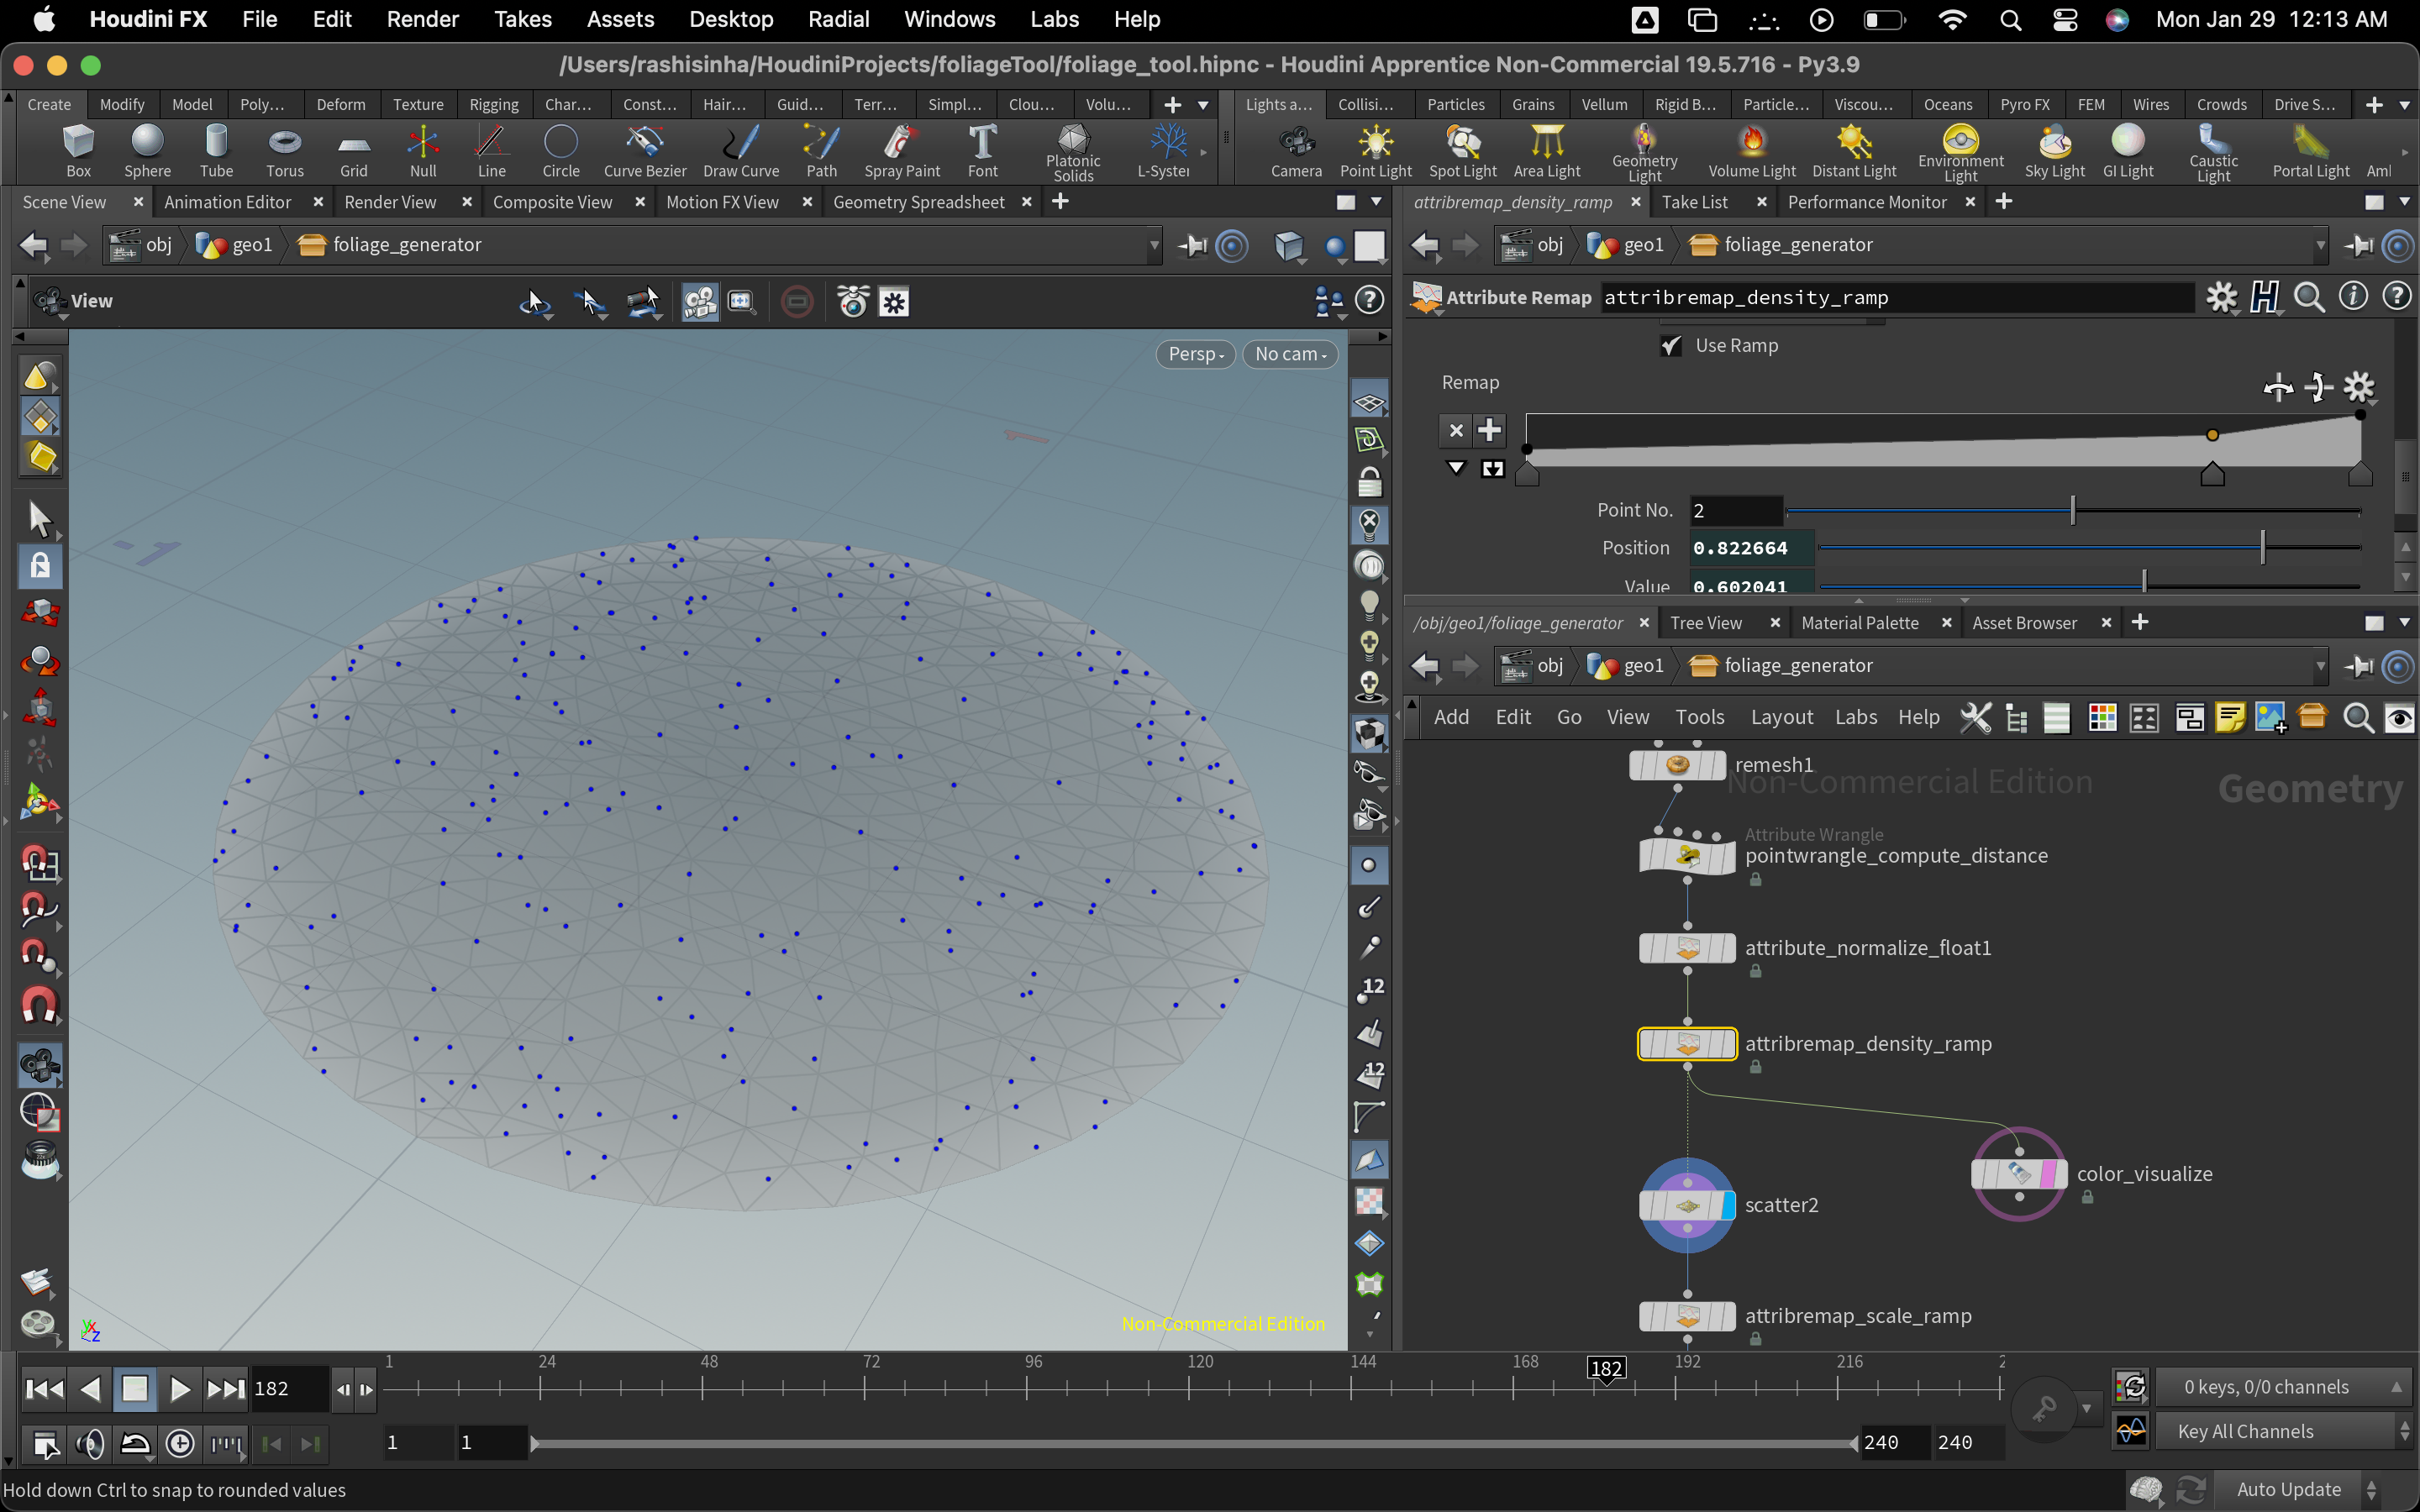 Houdini FX File Edit Render Takes Assets Desktop Radial Windows Labs Help Mon Jan 29 12:13 AM
/Users/rashisinha/HoudiniProjects/foliageTool/foliage_tool.hipnc - Houdini Apprentice Non-Commercial 19.5.716 - Py3.9
Create Modify Model Poly... Deform Texture Rigging Char... Const... Hair... Guid... Terr... Simpl... Clou... Volu... Lights a... Collisi... Particles Grains Vellum Rigid B... Particle... Viscou... Oceans Pyro FX FEM Wires Crowds Drive S...
Box Sphere Tube Torus Grid Null Line Circle Curve Bezier Draw Curve Path Spray Paint Font Platonic Solids L-Syster Camera Point Light Spot Light Area Light Geometry Light Volume Light Distant Light Environment Light Sky Light GI Light Caustic Light Portal Light Aml
Scene View Animation Editor Render View Composite View Motion FX View Geometry Spreadsheet
attribremap_density_ramp Take List Performance Monitor
obj geo1 foliage_generator
obj geo1 foliage_generator
View
Attribute Remap attribremap_density_ramp
Persp No cam
Use Ramp
Remap
Point No. 2
Position 0.822664
Value 0.602041
1
-1
/obj/geo1/foliage_generator Tree View Material Palette Asset Browser
obj geo1 foliage_generator
Add Edit Go View Tools Layout Labs Help
remesh1
Non-Commercial Edition
Geometry
Attribute Wrangle
pointwrangle_compute_distance
attribute_normalize_float1
attribremap_density_ramp
color_visualize
scatter2
attribremap_scale_ramp
12
12
Non-Commercial Edition
y x z
1 24 48 72 96 120 144 168 182 192 216 2
182
0 keys, 0/0 channels
1 1 240 240
Key All Channels
Hold down Ctrl to snap to rounded values
Auto Update